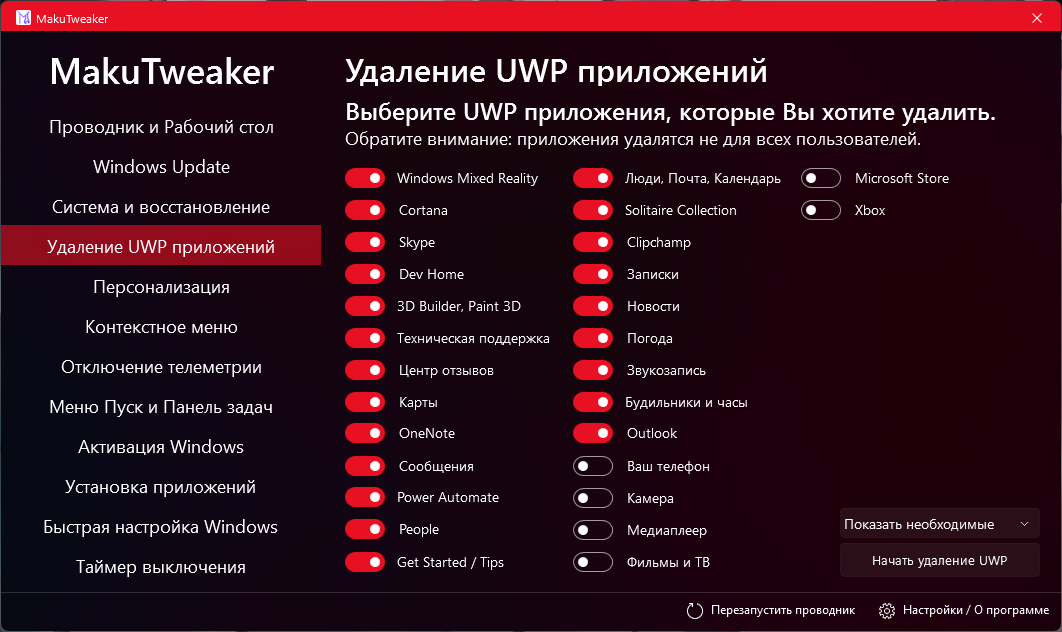 MakuTweaker
MakuTweaker
Проводник и Рабочий стол
Windows Update
Система и восстановление
Удаление UWP приложений
Персонализация
Контекстное меню
Отключение телеметрии
Меню Пуск и Панель задач
Активация Windows
Установка приложений
Быстрая настройка Windows
Таймер выключения
Удаление UWP приложений
Выберите UWP приложения, которые Вы хотите удалить.
Обратите внимание: приложения удалятся не для всех пользователей.
Windows Mixed Reality
Cortana
Skype
Dev Home
3D Builder, Paint 3D
Техническая поддержка
Центр отзывов
Карты
OneNote
Сообщения
Power Automate
People
Get Started / Tips
Люди, Почта, Календарь
Solitaire Collection
Clipchamp
Записки
Новости
Погода
Звукозапись
Будильники и часы
Outlook
Ваш телефон
Камера
Медиаплеер
Фильмы и ТВ
Microsoft Store
Xbox
Показать необходимые
Начать удаление UWP
Перезапустить проводник
Настройки / О программе